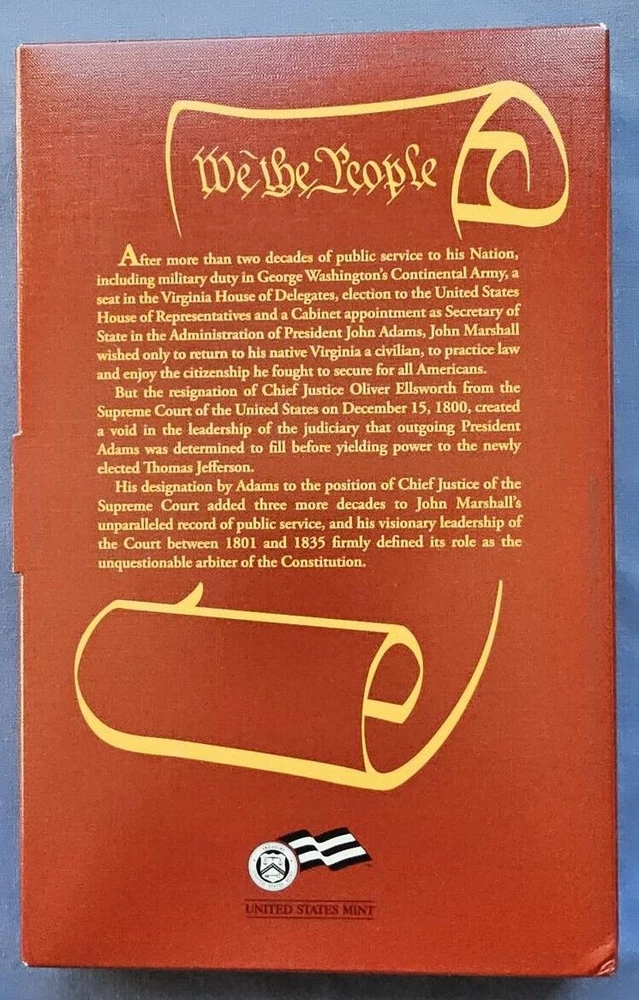 We the People
After more than two decades of public service to his Nation,
including military duty in George Washington's Continental Army, a
seat in the Virginia House of Delegates, election to the United States
House of Representatives and a Cabinet appointment as Secretary of
State in the Administration of President John Adams, John Marshall
wished only to return to his native Virginia a civilian, to practice law
and enjoy the citizenship he fought to secure for all Americans.
But the resignation of Chief Justice Oliver Ellsworth from the
Supreme Court of the United States on December 15, 1800, created
a void in the leadership of the judiciary that outgoing President
Adams was determined to fill before yielding power to the newly
elected Thomas Jefferson.
His designation by Adams to the position of Chief Justice of the
Supreme Court added three more decades to John Marshall's
unparalleled record of public service, and his visionary leadership of
the Court between 1801 and 1835 firmly defined its role as the
unquestionable arbiter of the Constitution.
UNITED STATES MINT